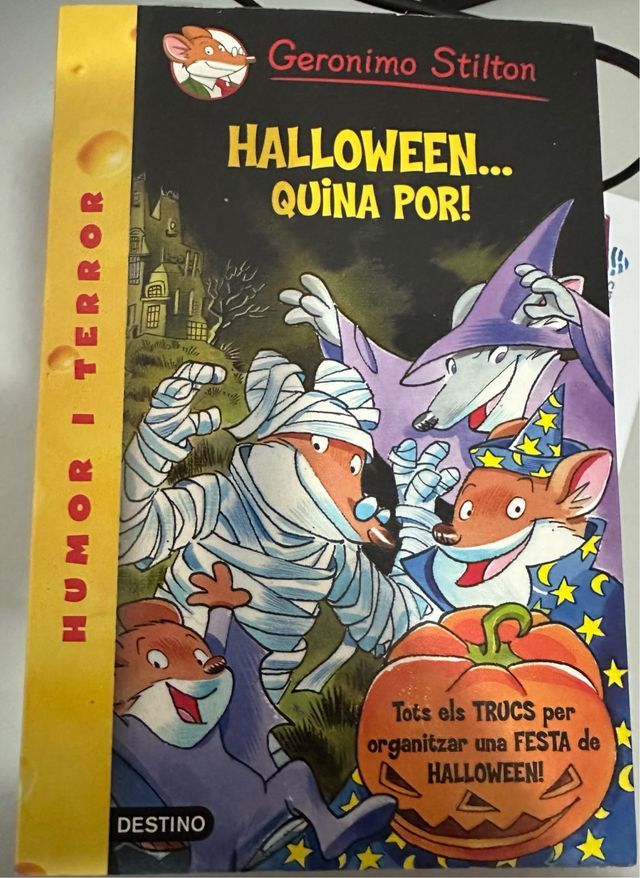 Geronimo Stilton
HALLOWEEN...
QUINA POR!
HUMOR I TERROR
Tots els TRUCS per
organitzar una FESTA de
HALLOWEEN!
DESTINO